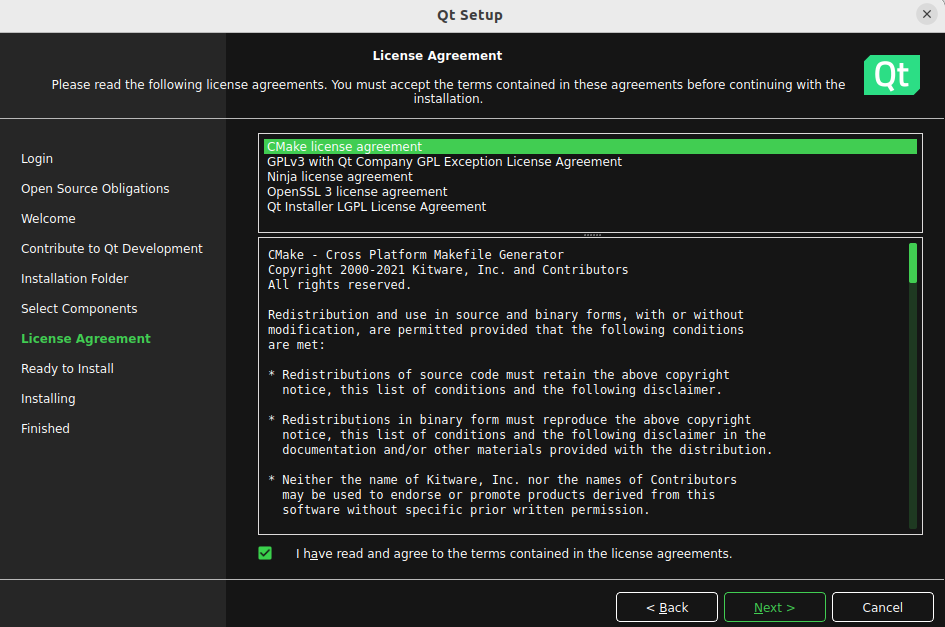 Qt Setup
License Agreement
Please read the following license agreements. You must accept the terms contained in these agreements before continuing with the
installation.
Qt
Login
Open Source Obligations
Welcome
Contribute to Qt Development
Installation Folder
Select Components
License Agreement
Ready to Install
Installing
Finished
CMake license agreement
GPLv3 with Qt Company GPL Exception License Agreement
Ninja license agreement
OpenSSL 3 license agreement
Qt Installer LGPL License Agreement
CMake - Cross Platform Makefile Generator
Copyright 2000-2021 Kitware, Inc. and Contributors
All rights reserved.
Redistribution and use in source and binary forms, with or without
modification, are permitted provided that the following conditions
are met:
* Redistributions of source code must retain the above copyright
notice, this list of conditions and the following disclaimer.
* Redistributions in binary form must reproduce the above copyright
notice, this list of conditions and the following disclaimer in the
documentation and/or other materials provided with the distribution.
* Neither the name of Kitware, Inc. nor the names of Contributors
may be used to endorse or promote products derived from this
software without specific prior written permission.
I have read and agree to the terms contained in the license agreements.
< Back
Next >
Cancel